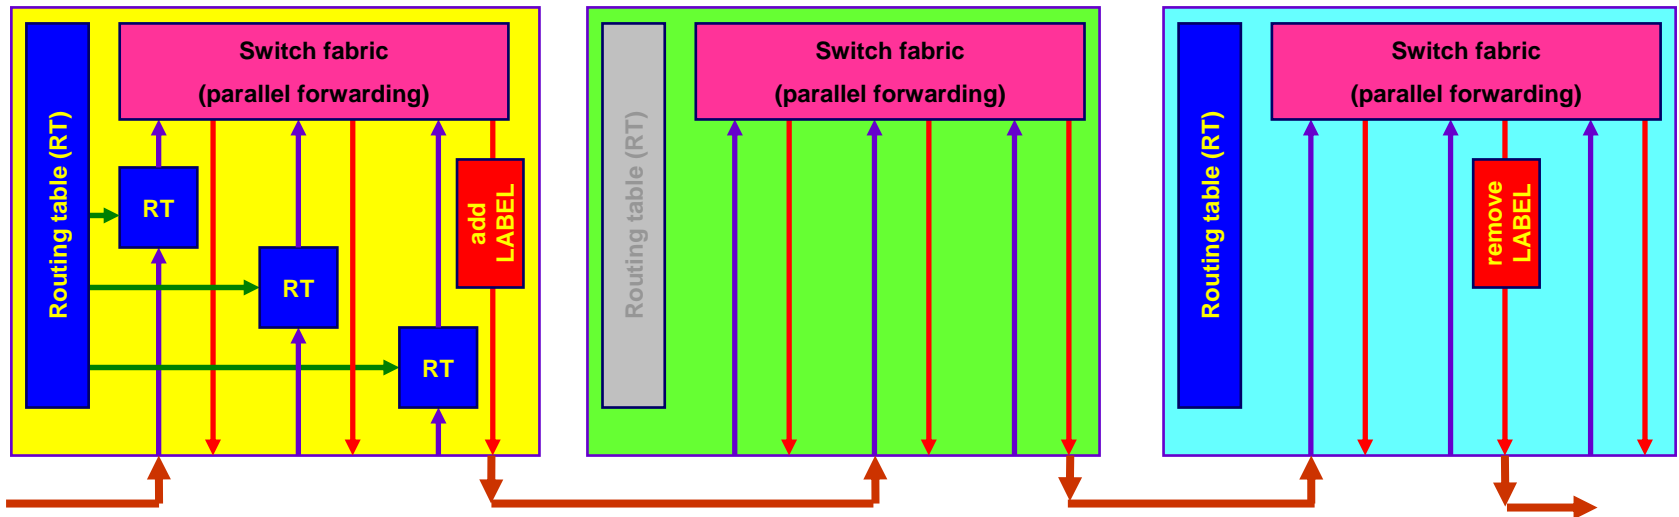 Routing table (RT)
Switch fabric
(parallel forwarding)
RT
RT
RT
add
LABEL
Routing table (RT)
Switch fabric
(parallel forwarding)
Routing table (RT)
Switch fabric
(parallel forwarding)
remove
LABEL